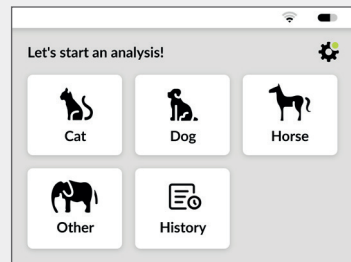 Let's start an analysis!
Cat
Dog
Horse
Other
History